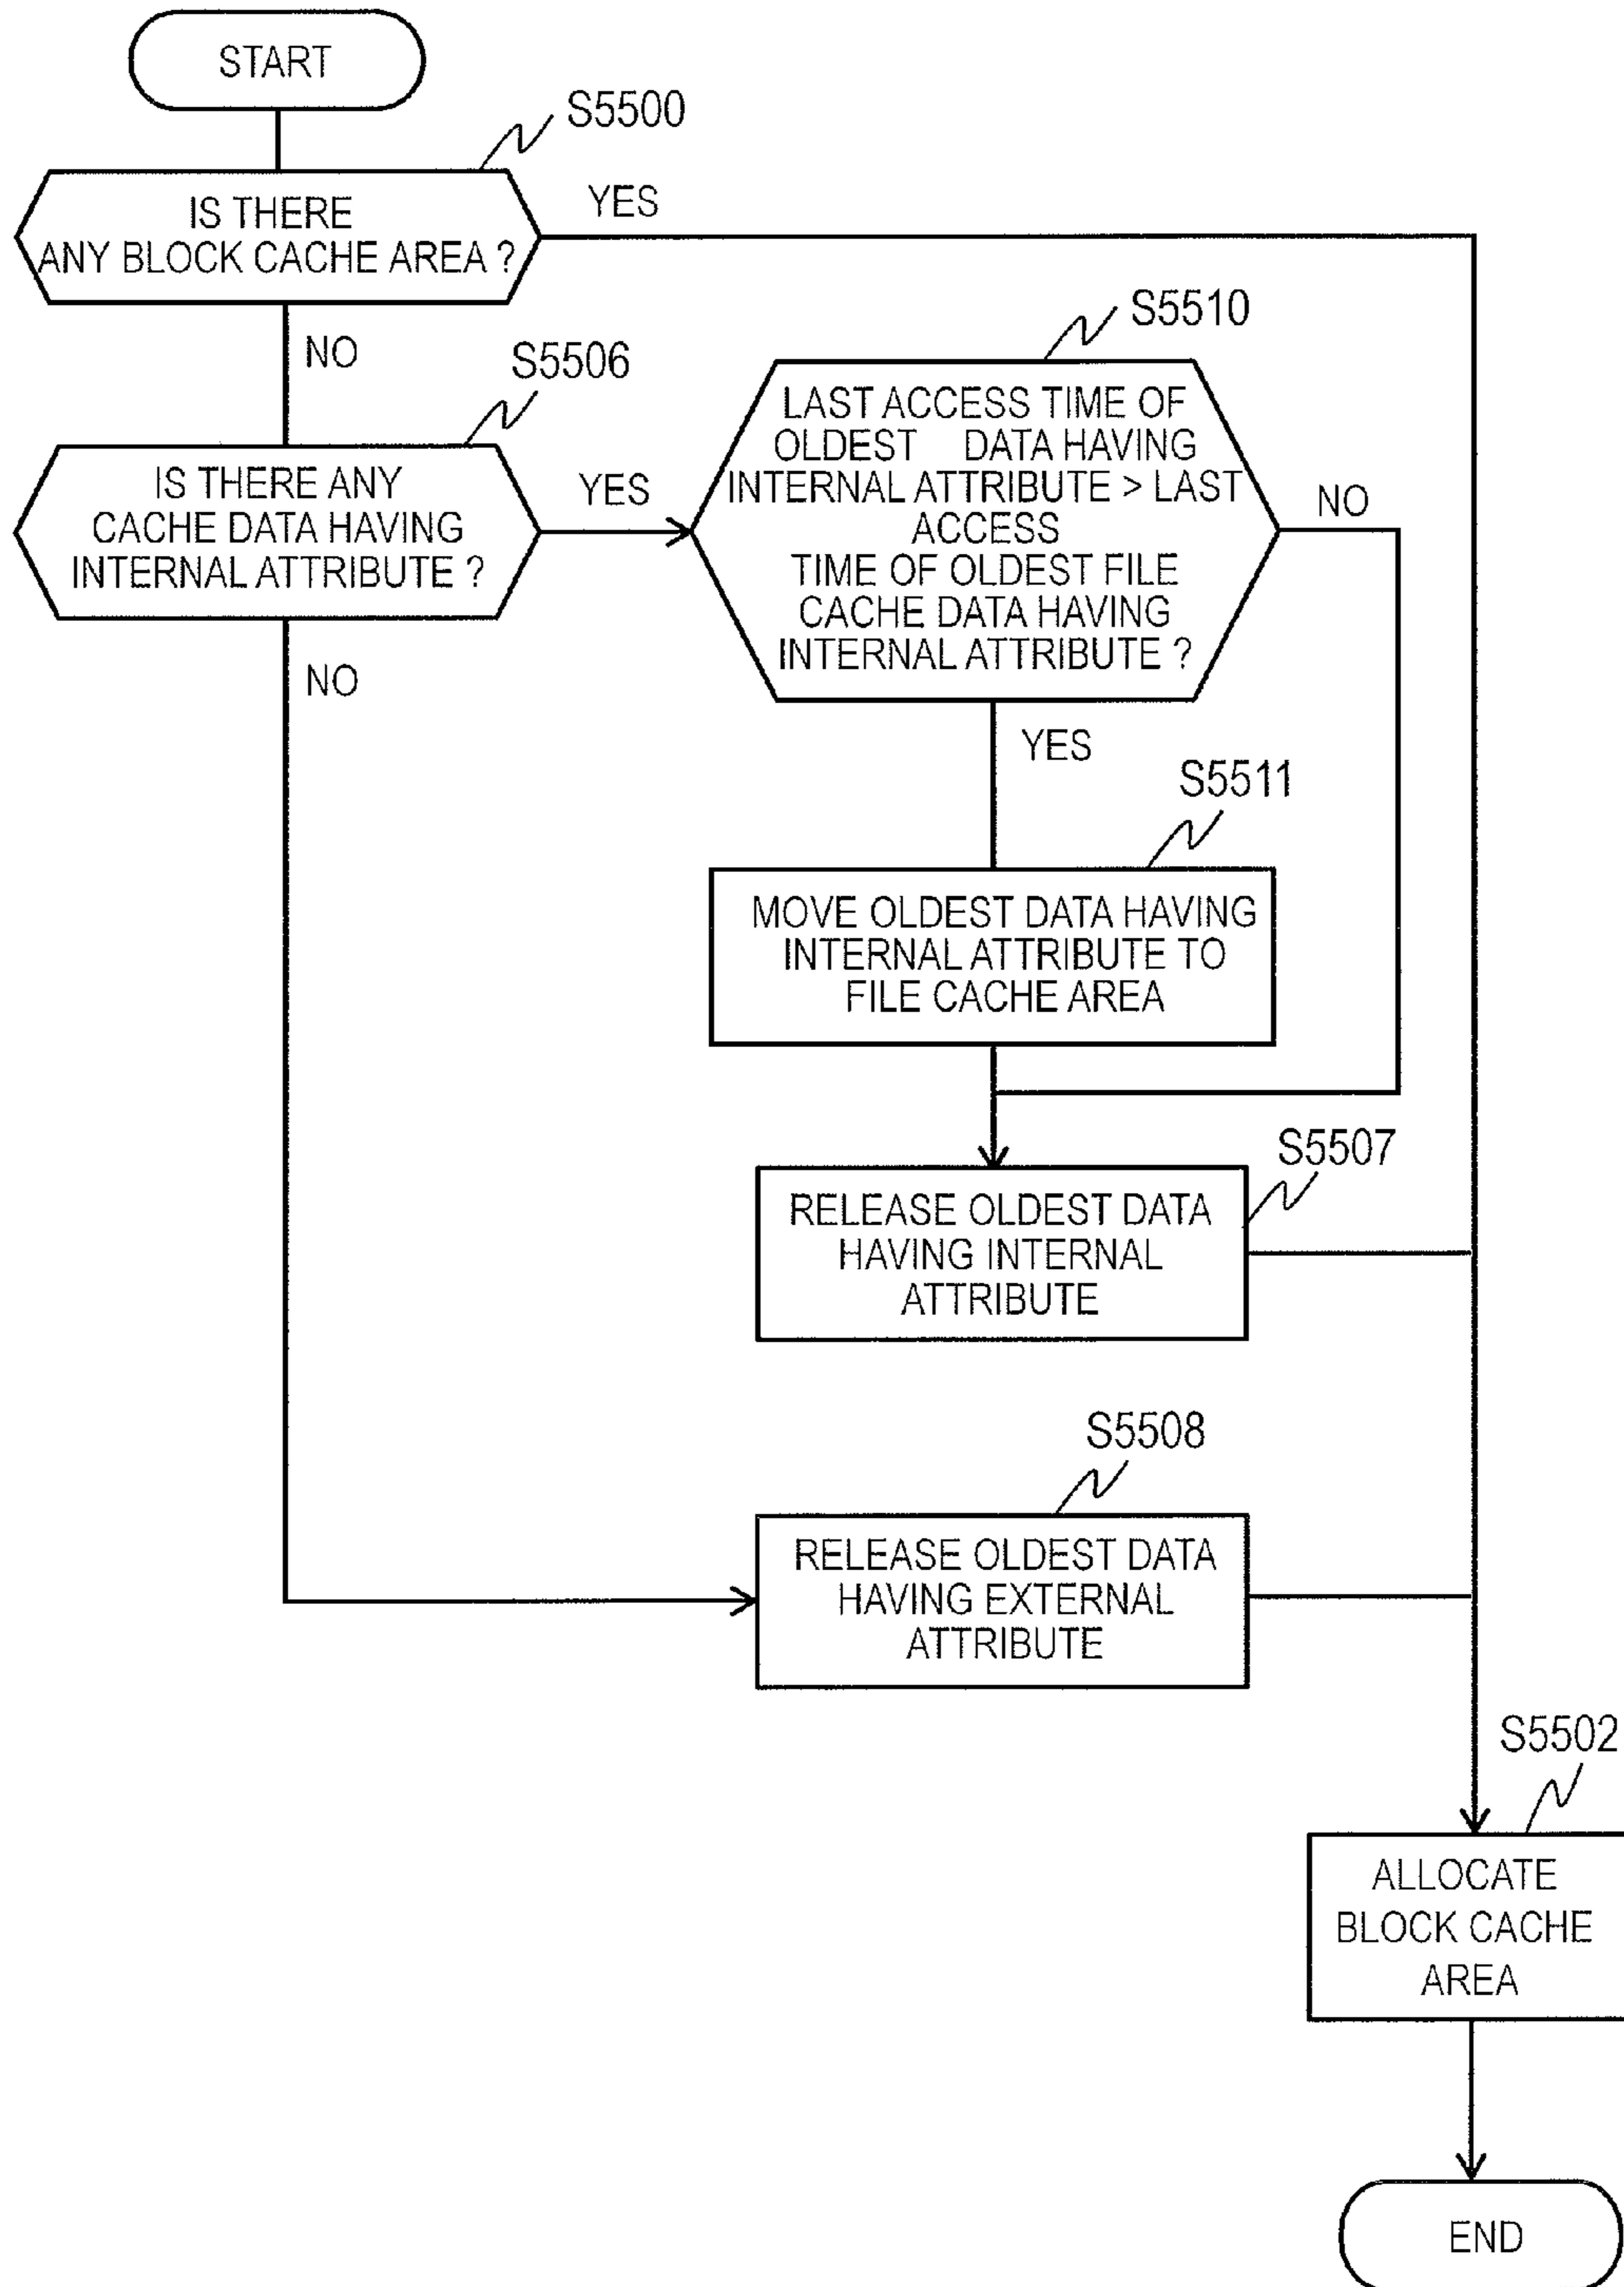 START
S5500
IS THERE
ANY BLOCK CACHE AREA ?
YES
NO
S5506
IS THERE ANY
CACHE DATA HAVING
INTERNAL ATTRIBUTE ?
YES
NO
S5510
LAST ACCESS TIME OF
OLDEST DATA HAVING
INTERNAL ATTRIBUTE > LAST
ACCESS
TIME OF OLDEST FILE
CACHE DATA HAVING
INTERNAL ATTRIBUTE ?
NO
YES
S5511
MOVE OLDEST DATA HAVING
INTERNAL ATTRIBUTE TO
FILE CACHE AREA
S5507
RELEASE OLDEST DATA
HAVING INTERNAL
ATTRIBUTE
S5508
RELEASE OLDEST DATA
HAVING EXTERNAL
ATTRIBUTE
S5502
ALLOCATE
BLOCK CACHE
AREA
END